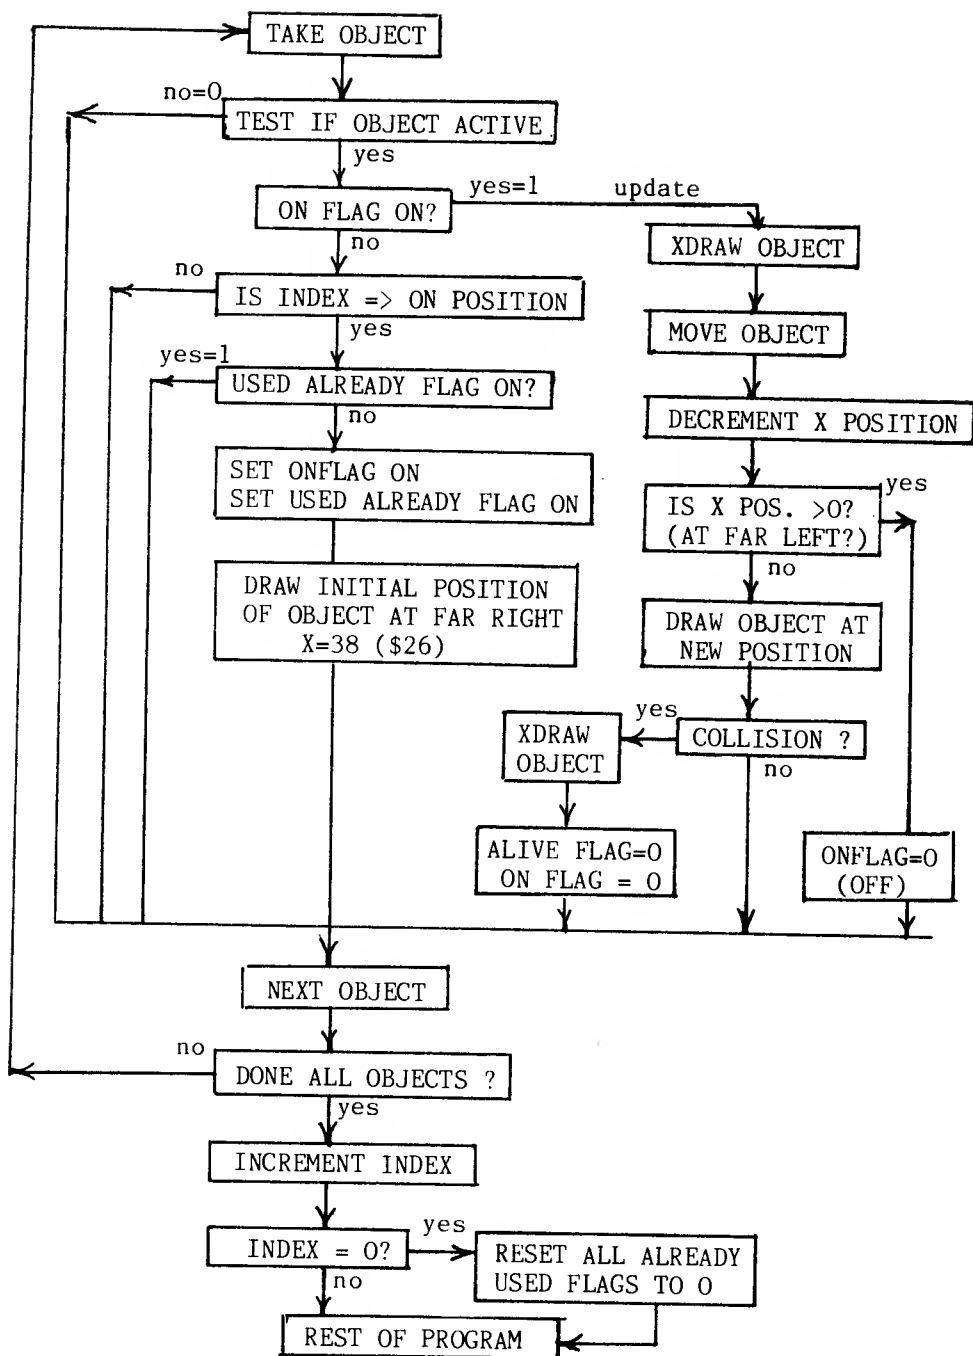 TAKE OBJECT
no=0
TEST IF OBJECT ACTIVE
yes
yes=1
update
ON FLAG ON?
no
XDRAW OBJECT
no
IS INDEX => ON POSITION
yes
MOVE OBJECT
yes=1
USED ALREADY FLAG ON?
no
DECREMENT X POSITION
SET ONFLAG ON
SET USED ALREADY FLAG ON
yes
IS X POS. >0?
(AT FAR LEFT?)
no
DRAW INITIAL POSITION
OF OBJECT AT FAR RIGHT
X=38 ($26)
DRAW OBJECT AT
NEW POSITION
yes
COLLISION ?
no
XDRAW
OBJECT
ALIVE FLAG=0
ON FLAG = 0
ONFLAG=0
(OFF)
NEXT OBJECT
no
DONE ALL OBJECTS ?
yes
INCREMENT INDEX
INDEX = 0?
yes
no
RESET ALL ALREADY
USED FLAGS TO 0
REST OF PROGRAM